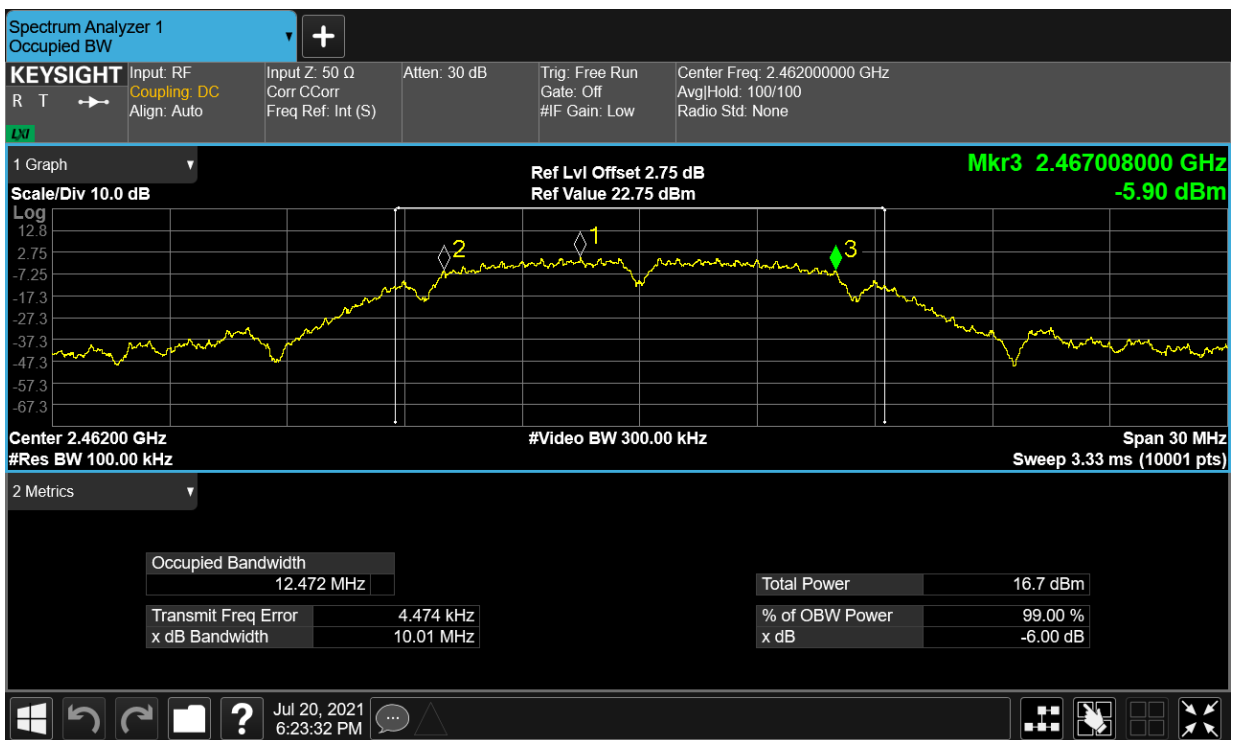 Spectrum Analyzer 1
Occupied BW
+
KEYSIGHT
R T
LXI
Input: RF
Coupling: DC
Align: Auto
Input Z: 50 Ω
Corr CCorr
Freq Ref: Int (S)
Atten: 30 dB
Trig: Free Run
Gate: Off
#IF Gain: Low
Center Freq: 2.462000000 GHz
Avg|Hold: 100/100
Radio Std: None
1 Graph
Scale/Div 10.0 dB
Ref Lvl Offset 2.75 dB
Ref Value 22.75 dBm
Mkr3 2.467008000 GHz
-5.90 dBm
Log
12.8
2.75
-7.25
-17.3
-27.3
-37.3
-47.3
-57.3
-67.3
2
1
3
Center 2.46200 GHz
#Res BW 100.00 kHz
#Video BW 300.00 kHz
Span 30 MHz
Sweep 3.33 ms (10001 pts)
2 Metrics
Occupied Bandwidth
12.472 MHz
Transmit Freq Error 4.474 kHz
x dB Bandwidth 10.01 MHz
Total Power 16.7 dBm
% of OBW Power 99.00 %
x dB -6.00 dB
?
Jul 20, 2021
6:23:32 PM